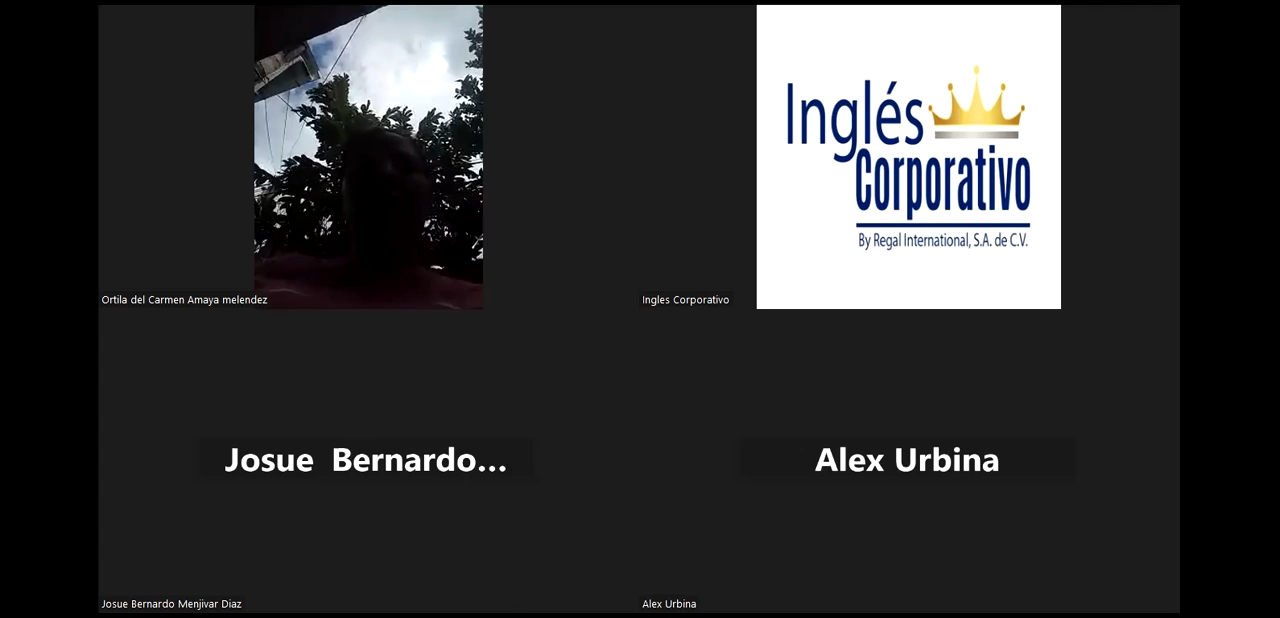 Inglés
Corporativo
By Regal International, S.A. de C.V.
Ortila del Carmen Amaya melendez
Ingles Corporativo
Josue  Bernardo...
Alex Urbina
Josue Bernardo Menjivar Diaz
Alex Urbina